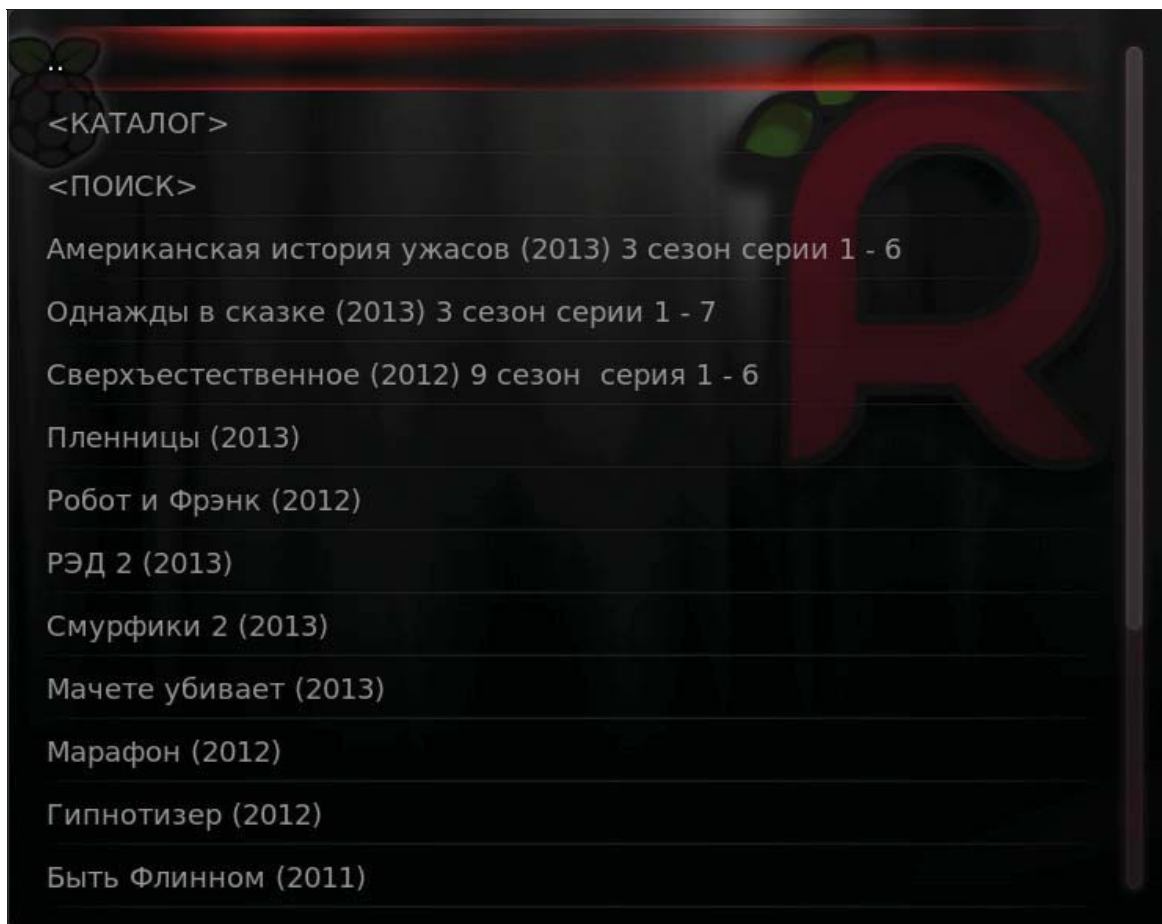 ..
<КАТАЛОГ>
<ПОИСК>
Американская история ужасов (2013) 3 сезон серии 1 - 6
Однажды в сказке (2013) 3 сезон серии 1 - 7
Сверхъестественное (2012) 9 сезон  серия 1 - 6
Пленницы (2013)
Робот и Фрэнк (2012)
РЭД 2 (2013)
Смурфики 2 (2013)
Мачете убивает (2013)
Марафон (2012)
Гипнотизер (2012)
Быть Флинном (2011)